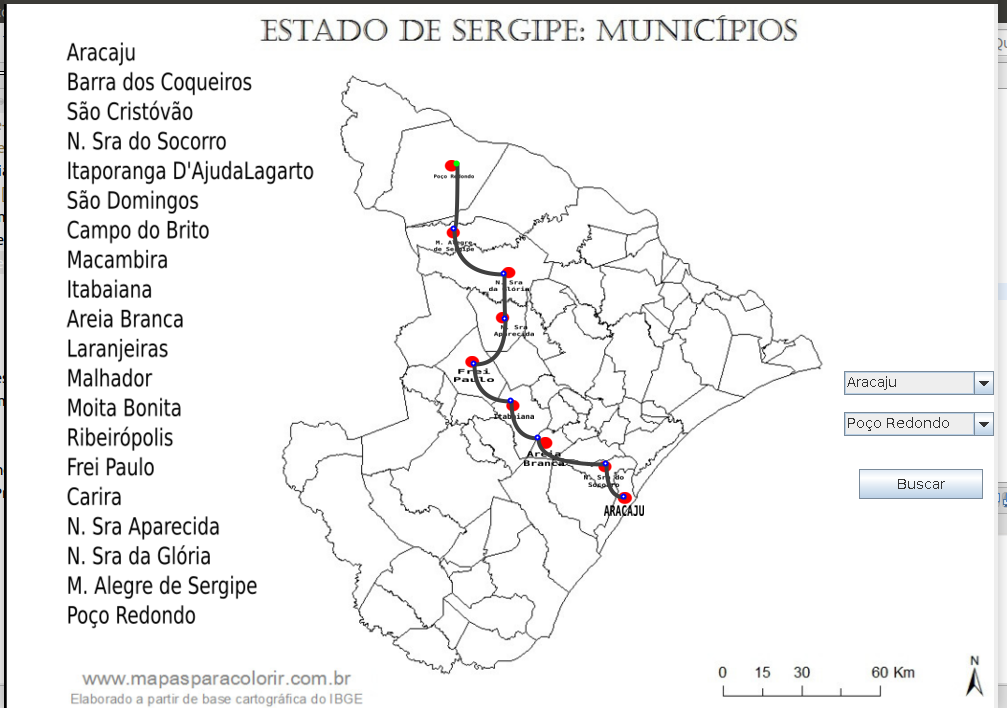 ESTADO DE SERGIPE: MUNICÍPIOS
Aracaju
Barra dos Coqueiros
São Cristóvão
N. Sra do Socorro
Itaporanga D'AjudaLagarto
São Domingos
Campo do Brito
Macambira
Itabaiana
Areia Branca
Laranjeiras
Malhador
Moita Bonita
Ribeirópolis
Frei Paulo
Carira
N. Sra Aparecida
N. Sra da Glória
M. Alegre de Sergipe
Poço Redondo
Poço Redondo
M. Alegre
de Sergipe
N. Sra
da Glória
N. Sra
Aparecida
Frei
Paulo
Itabaiana
Areia
Branca
N. Sra do
Socorro
ARACAJU
Aracaju
Poço Redondo
Buscar
www.mapasparacolorir.com.br
Elaborado a partir de base cartográfica do IBGE
0 15 30 60 Km
N